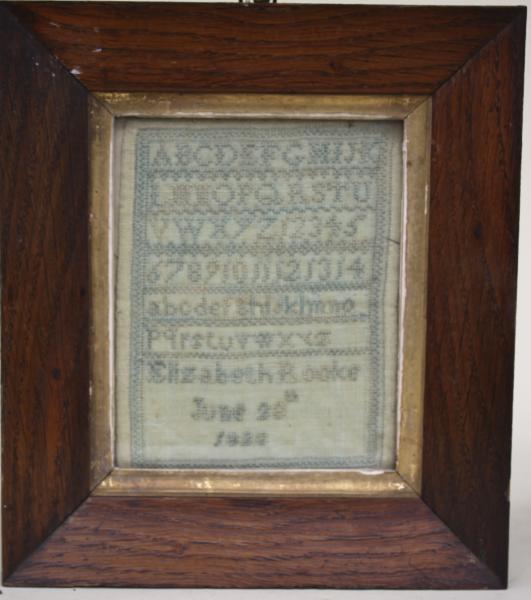 ABCDEFGHIJK
LMNOPQRSTU
VWXYZ12345
67891011121314
abcdefghijklmno
pqrstuvwxyz
Elizabeth Rooke
June 28th